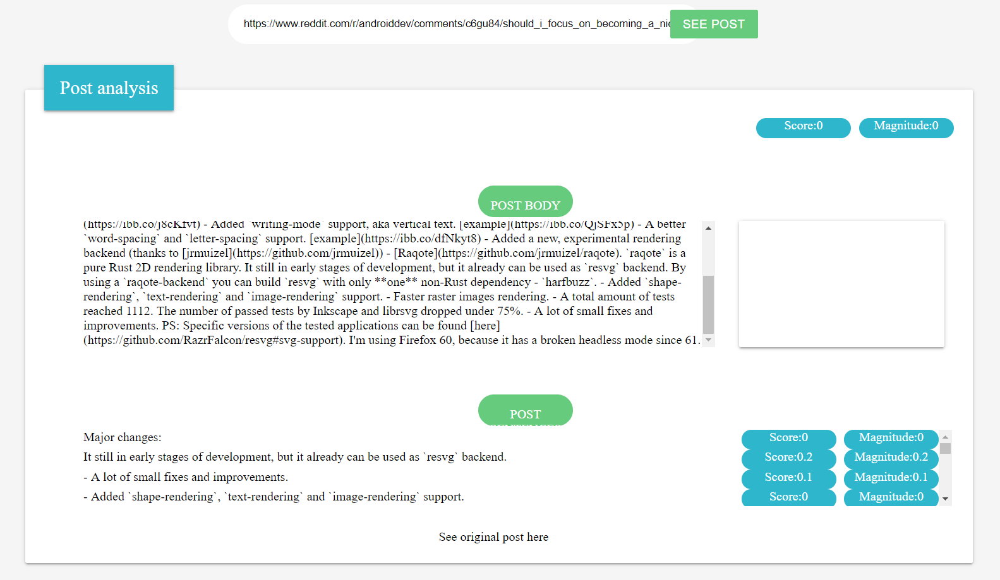 https://www.reddit.com/r/androiddev/comments/c6gu84/should_i_focus_on_becoming_a_nic
SEE POST
Post analysis
Score:0 Magnitude:0
POST BODY
(https://ibb.co/j8cKfvt) - Added `writing-mode` support, aka vertical text. [example](https://ibb.co/QjSFx5p) - A better
`word-spacing` and `letter-spacing` support. [example](https://ibb.co/dfNkyt8) - Added a new, experimental rendering
backend (thanks to [jrmuizel](https://github.com/jrmuizel)) - [Raqote](https://github.com/jrmuizel/raqote). `raqote` is a
pure Rust 2D rendering library. It still in early stages of development, but it already can be used as `resvg` backend. By
using a `raqote-backend` you can build `resvg` with only **one** non-Rust dependency - `harfbuzz`. - Added `shape-
rendering`, `text-rendering` and `image-rendering` support. - Faster raster images rendering. - A total amount of tests
reached 1112. The number of passed tests by Inkscape and librsvg dropped under 75%. - A lot of small fixes and
improvements. PS: Specific versions of the tested applications can be found [here]
(https://github.com/RazrFalcon/resvg#svg-support). I'm using Firefox 60, because it has a broken headless mode since 61.
POST
Major changes: Score:0 Magnitude:0
It still in early stages of development, but it already can be used as `resvg` backend. Score:0.2 Magnitude:0.2
- A lot of small fixes and improvements. Score:0.1 Magnitude:0.1
- Added `shape-rendering`, `text-rendering` and `image-rendering` support. Score:0 Magnitude:0
See original post here